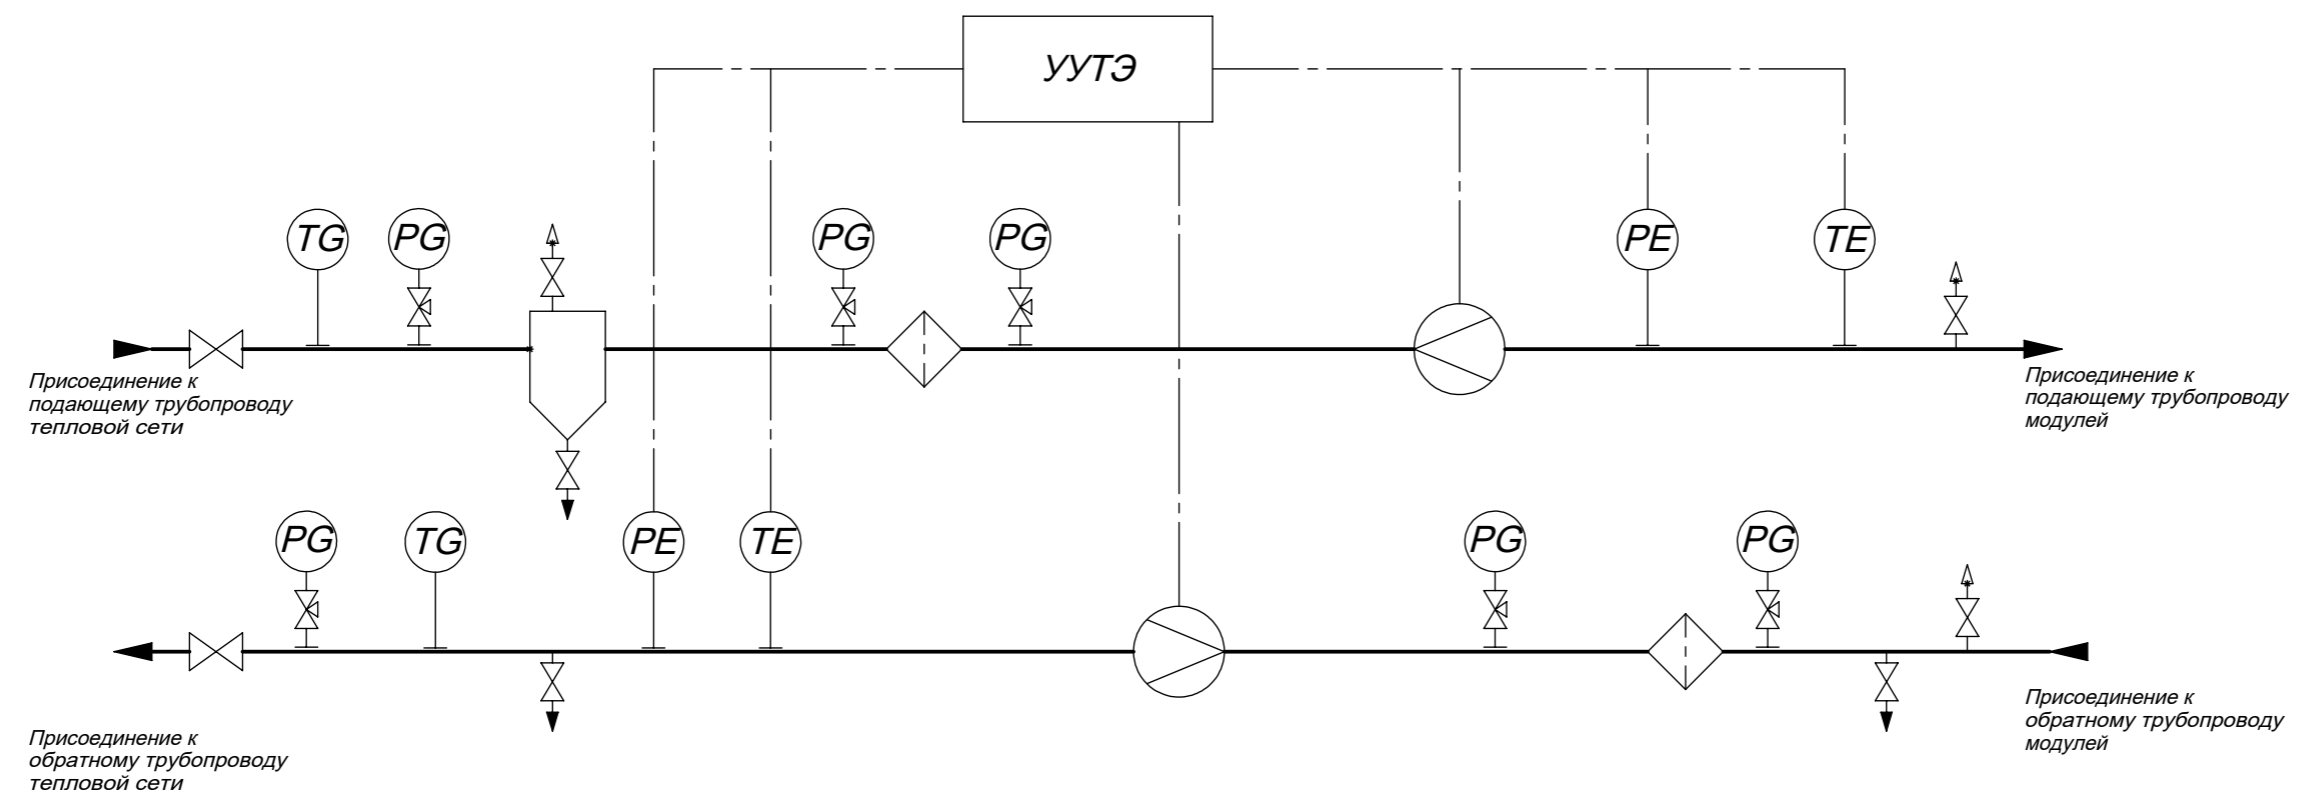 УУТЭ
TG
PG
PG
PG
PE
TE
Присоединение к
подающему трубопроводу
тепловой сети
Присоединение к
подающему трубопроводу
модулей
PG
TG
PE
TE
PG
PG
Присоединение к
обратному трубопроводу
тепловой сети
Присоединение к
обратному трубопроводу
модулей